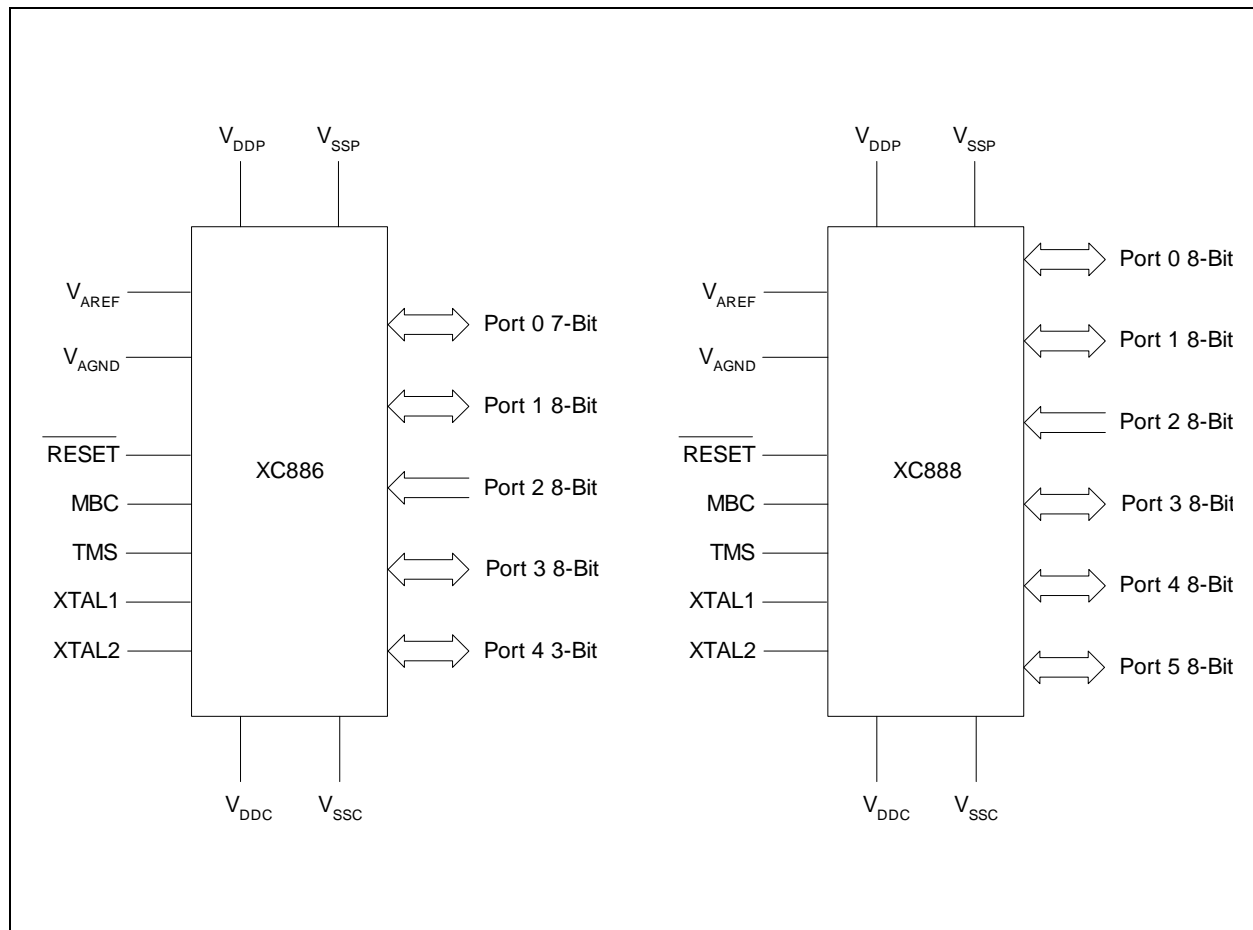 VDDP VSSP
VAREF
VAGND
RESET
MBC
TMS
XTAL1
XTAL2
XC886
Port 0 7-Bit
Port 1 8-Bit
Port 2 8-Bit
Port 3 8-Bit
Port 4 3-Bit
VDDC VSSC
VDDP VSSP
VAREF
VAGND
RESET
MBC
TMS
XTAL1
XTAL2
XC888
Port 0 8-Bit
Port 1 8-Bit
Port 2 8-Bit
Port 3 8-Bit
Port 4 8-Bit
Port 5 8-Bit
VDDC VSSC